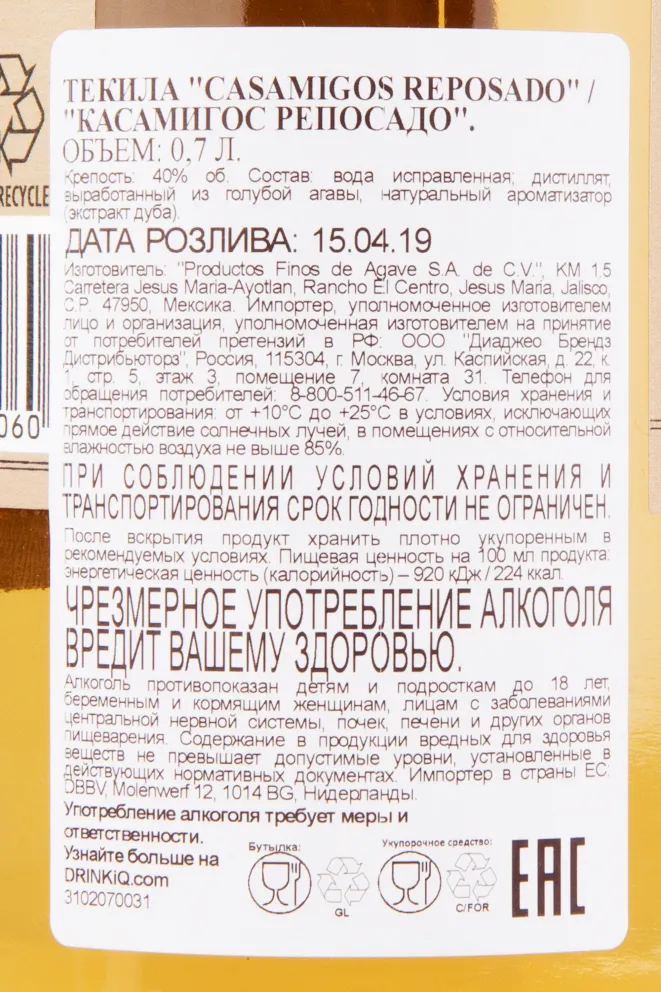 ТЕКИЛА "CASAMIGOS REPOSADO" /
"КАСАМИГОС РЕПОСАДО".
ОБЪЕМ: 0,7 Л.
Крепость: 40% об. Состав: вода исправленная; дистиллят,
выработанный из голубой агавы, натуральный ароматизатор
(экстракт дуба).
ДАТА РОЗЛИВА: 15.04.19
Изготовитель: "Productos Finos de Agave S.A. de C.V.", KM 1.5
Carretera Jesus Maria-Ayotlan, Rancho El Centro, Jesus Maria, Jalisco,
C.P. 47950, Мексика. Импортер, уполномоченное изготовителем
лицо и организация, уполномоченная изготовителем на принятие
от потребителей претензий в РФ: ООО "Диаджео Брендз
Дистрибьюторз", Россия, 115304, г. Москва, ул. Каспийская, д. 22, к.
1, стр. 5, этаж 3, помещение 7, комната 31. Телефон для
обращения потребителей: 8-800-511-46-67. Условия хранения и
транспортирования: от +10°С до +25°С в условиях, исключающих
прямое действие солнечных лучей, в помещениях с относительной
влажностью воздуха не выше 85%.
ПРИ СОБЛЮДЕНИИ УСЛОВИЙ ХРАНЕНИЯ И
ТРАНСПОРТИРОВАНИЯ СРОК ГОДНОСТИ НЕ ОГРАНИЧЕН.
После вскрытия продукт хранить плотно укупоренным в
рекомендуемых условиях. Пищевая ценность на 100 мл продукта:
энергетическая ценность (калорийность) – 920 кДж / 224 ккал.
ЧРЕЗМЕРНОЕ УПОТРЕБЛЕНИЕ АЛКОГОЛЯ
ВРЕДИТ ВАШЕМУ ЗДОРОВЬЮ.
Алкоголь противопоказан детям и подросткам до 18 лет,
беременным и кормящим женщинам, лицам с заболеваниями
центральной нервной системы, почек, печени и других органов
пищеварения. Содержание в продукции вредных для здоровья
веществ не превышает допустимые уровни, установленные в
действующих нормативных документах. Импортер в страны ЕС:
DBBV, Molenwerf 12, 1014 BG, Нидерланды.
Употребление алкоголя требует меры и
ответственности.
Узнайте больше на
DRINKiQ.com
3102070031
Бутылка:
Укупорочное средство:
GL
C/FOR
EAC
RECYCLE
060